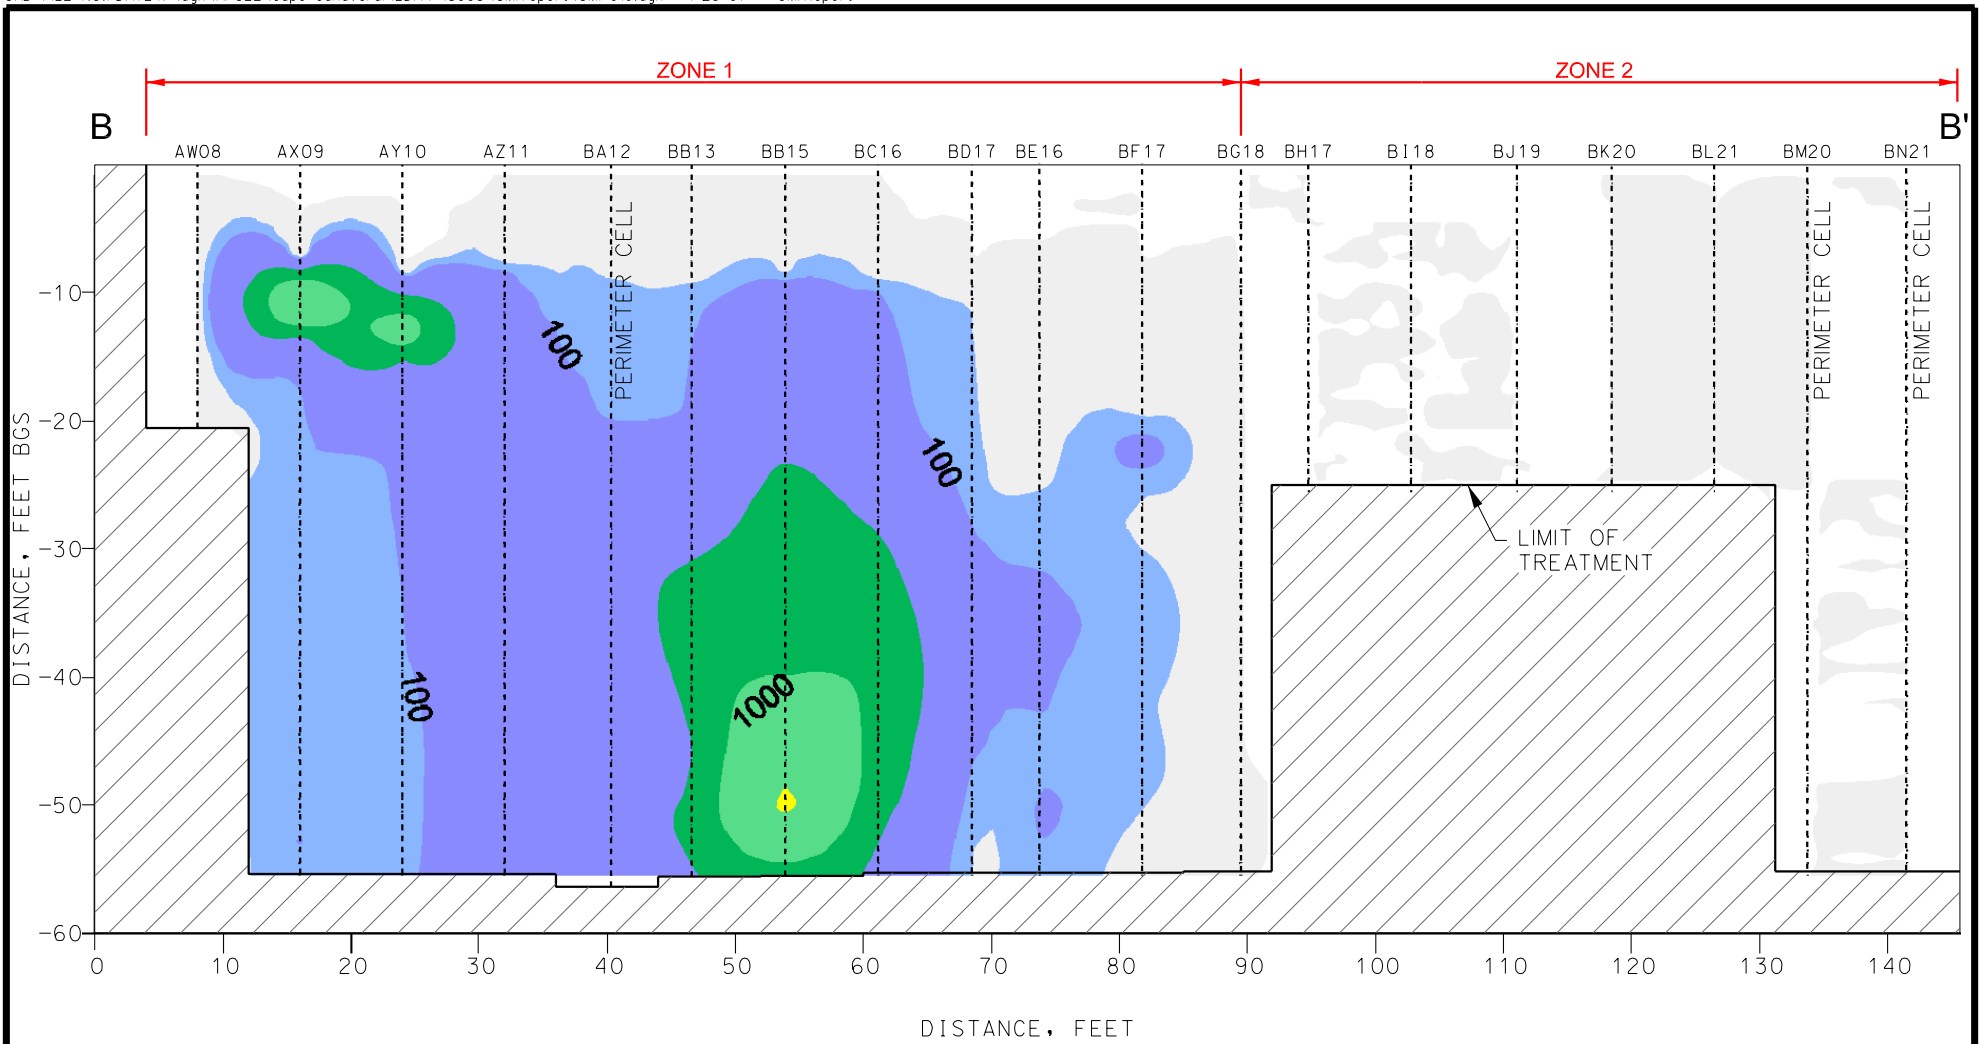 ZONE 1
ZONE 2
B
B'
AW08
AX09
AY10
AZ11
BA12
BB13
BB15
BC16
BD17
BE16
BF17
BG18
BH17
BI18
BJ19
BK20
BL21
BM20
BN21
PERIMETER CELL
PERIMETER CELL
PERIMETER CELL
100
100
100
1000
LIMIT OF
TREATMENT
DISTANCE, FEET BGS
-10
-20
-30
-40
-50
-60
0
10
20
30
40
50
60
70
80
90
100
110
120
130
140
DISTANCE, FEET